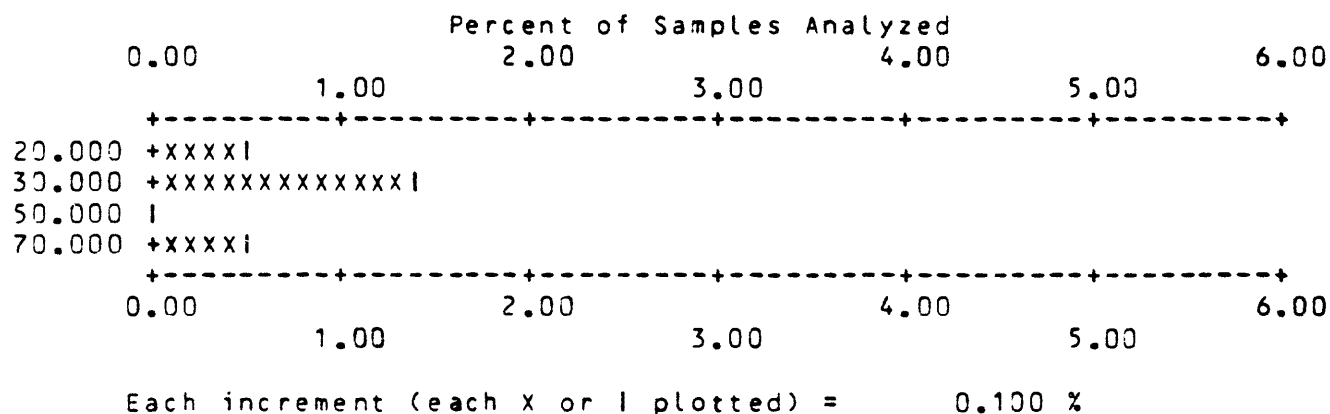 Percent of Samples Analyzed
0.00 2.00 4.00 6.00
1.00 3.00 5.00
+---------+---------+---------+---------+---------+---------+
20.000 +XXXXI
30.000 +XXXXXXXXXXXXXI
50.000 I
70.000 +XXXXI
+---------+---------+---------+---------+---------+---------+
0.00 2.00 4.00 6.00
1.00 3.00 5.00
Each increment (each X or I plotted) = 0.100 %